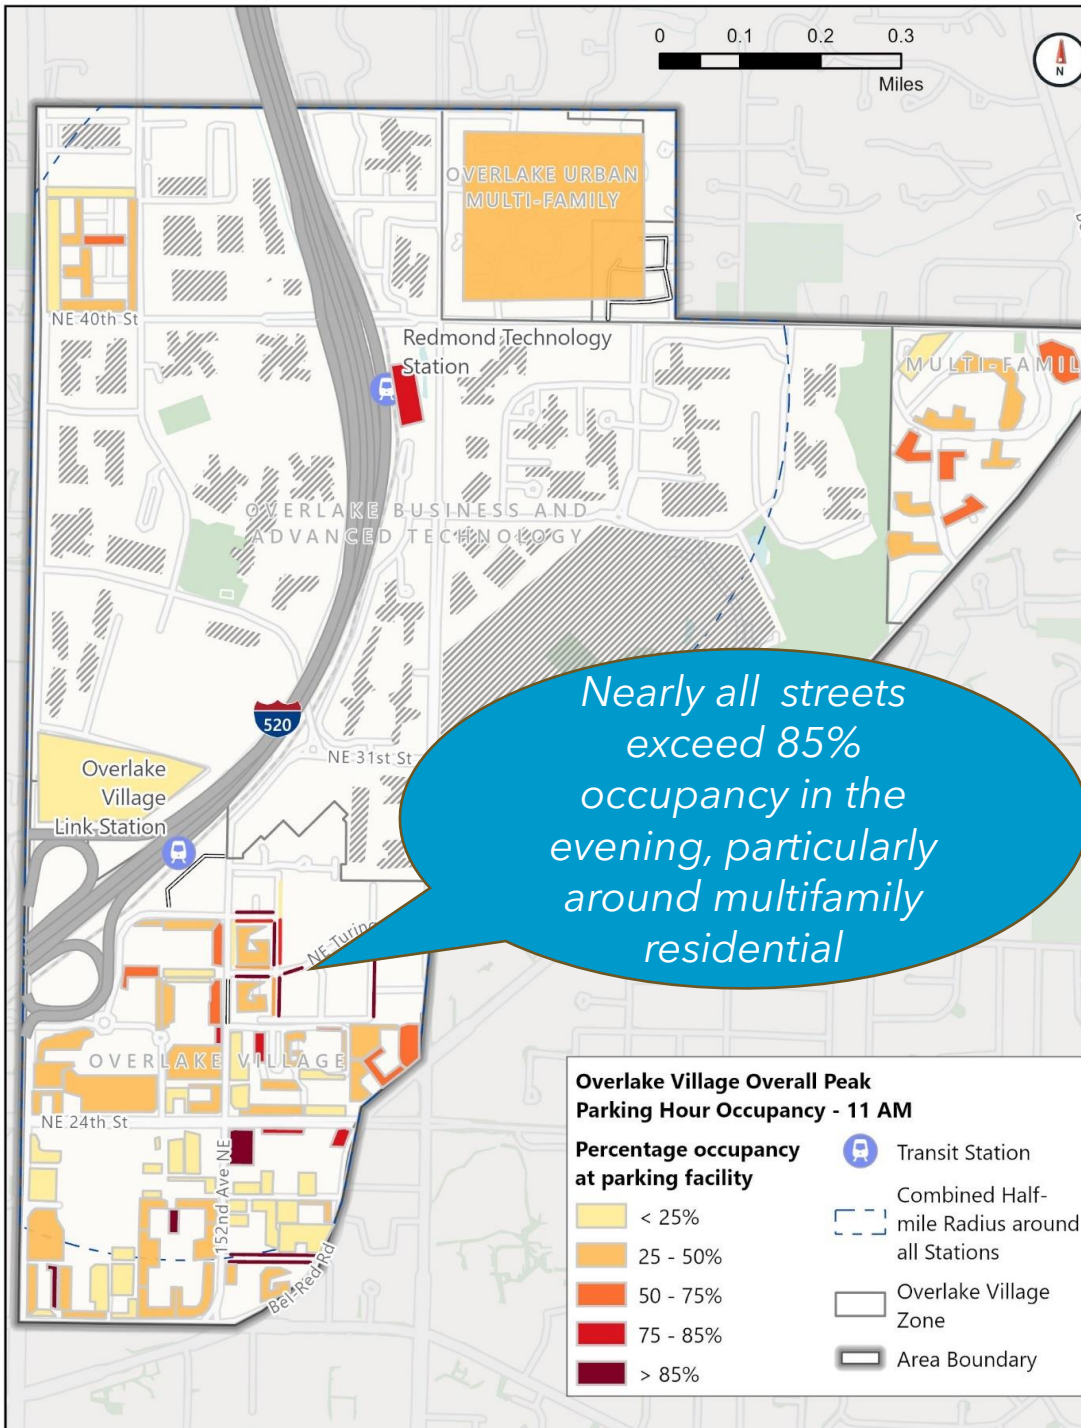 0 0.1 0.2 0.3
Miles
N
OVERLAKE URBAN
MULTI-FAMILY
NE 40th St
Redmond Technology
Station
MULTI-FAMIL
OVERLAKE BUSINESS AND
ADVANCED TECHNOLOGY
520
NE 31st St
Overlake
Village
Link Station
Nearly all streets
exceed 85%
occupancy in the
evening, particularly
around multifamily
residential
NE Turing
OVERLAKE VILLAGE
NE 24th St
152nd Ave NE
Bel-Red Rd
Overlake Village Overall Peak
Parking Hour Occupancy - 11 AM
Percentage occupancy
at parking facility
< 25%
25 - 50%
50 - 75%
75 - 85%
> 85%
Transit Station
Combined Half-
mile Radius around
all Stations
Overlake Village
Zone
Area Boundary